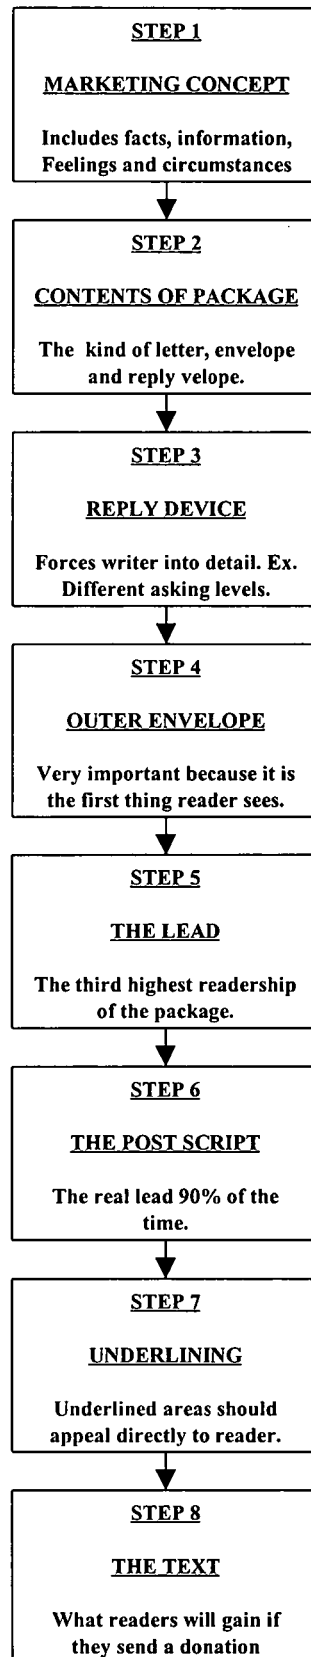 STEP 1
MARKETING CONCEPT
Includes facts, information,
Feelings and circumstances
STEP 2
CONTENTS OF PACKAGE
The kind of letter, envelope
and reply velope.
STEP 3
REPLY DEVICE
Forces writer into detail. Ex.
Different asking levels.
STEP 4
OUTER ENVELOPE
Very important because it is
the first thing reader sees.
STEP 5
THE LEAD
The third highest readership
of the package.
STEP 6
THE POST SCRIPT
The real lead 90% of the
time.
STEP 7
UNDERLINING
Underlined areas should
appeal directly to reader.
STEP 8
THE TEXT
What readers will gain if
they send a donation